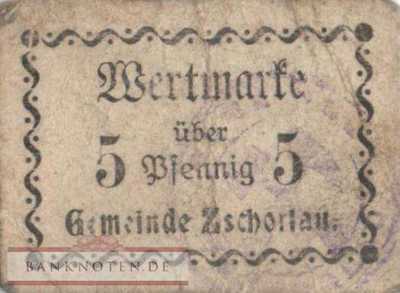 Wertmarke
über
5 Pfennig 5
Gemeinde Zschorlau.
BANKNOTEN.DE